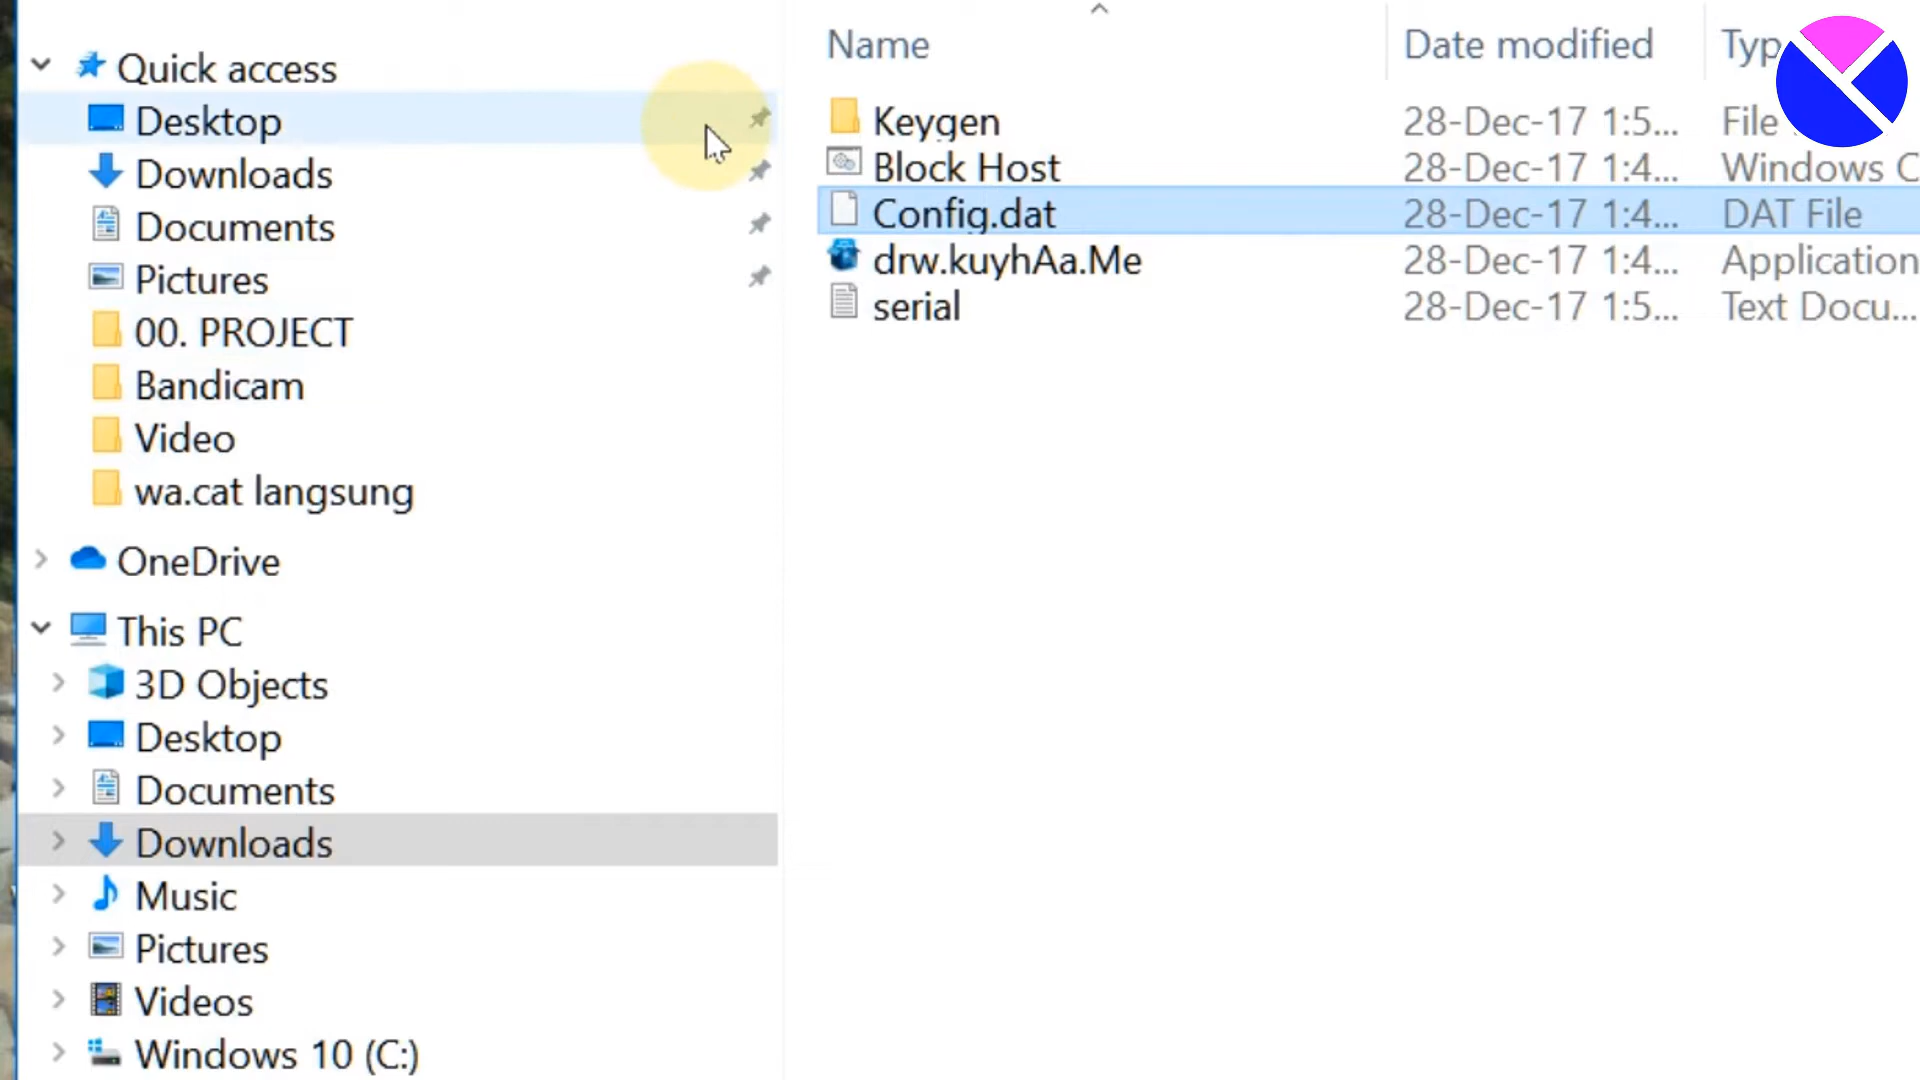 Quick access
Desktop
Downloads
Documents
Pictures
00. PROJECT
Bandicam
Video
wa.cat langsung
OneDrive
This PC
3D Objects
Desktop
Documents
Downloads
Music
Pictures
Videos
Windows 10 (C:)
Name Date modified Typ
Keygen 28-Dec-17 1:5... File
Block Host 28-Dec-17 1:4... Windows C
Config.dat 28-Dec-17 1:4... DAT File
drw.kuyhAa.Me 28-Dec-17 1:4... Application
serial 28-Dec-17 1:5... Text Docu...